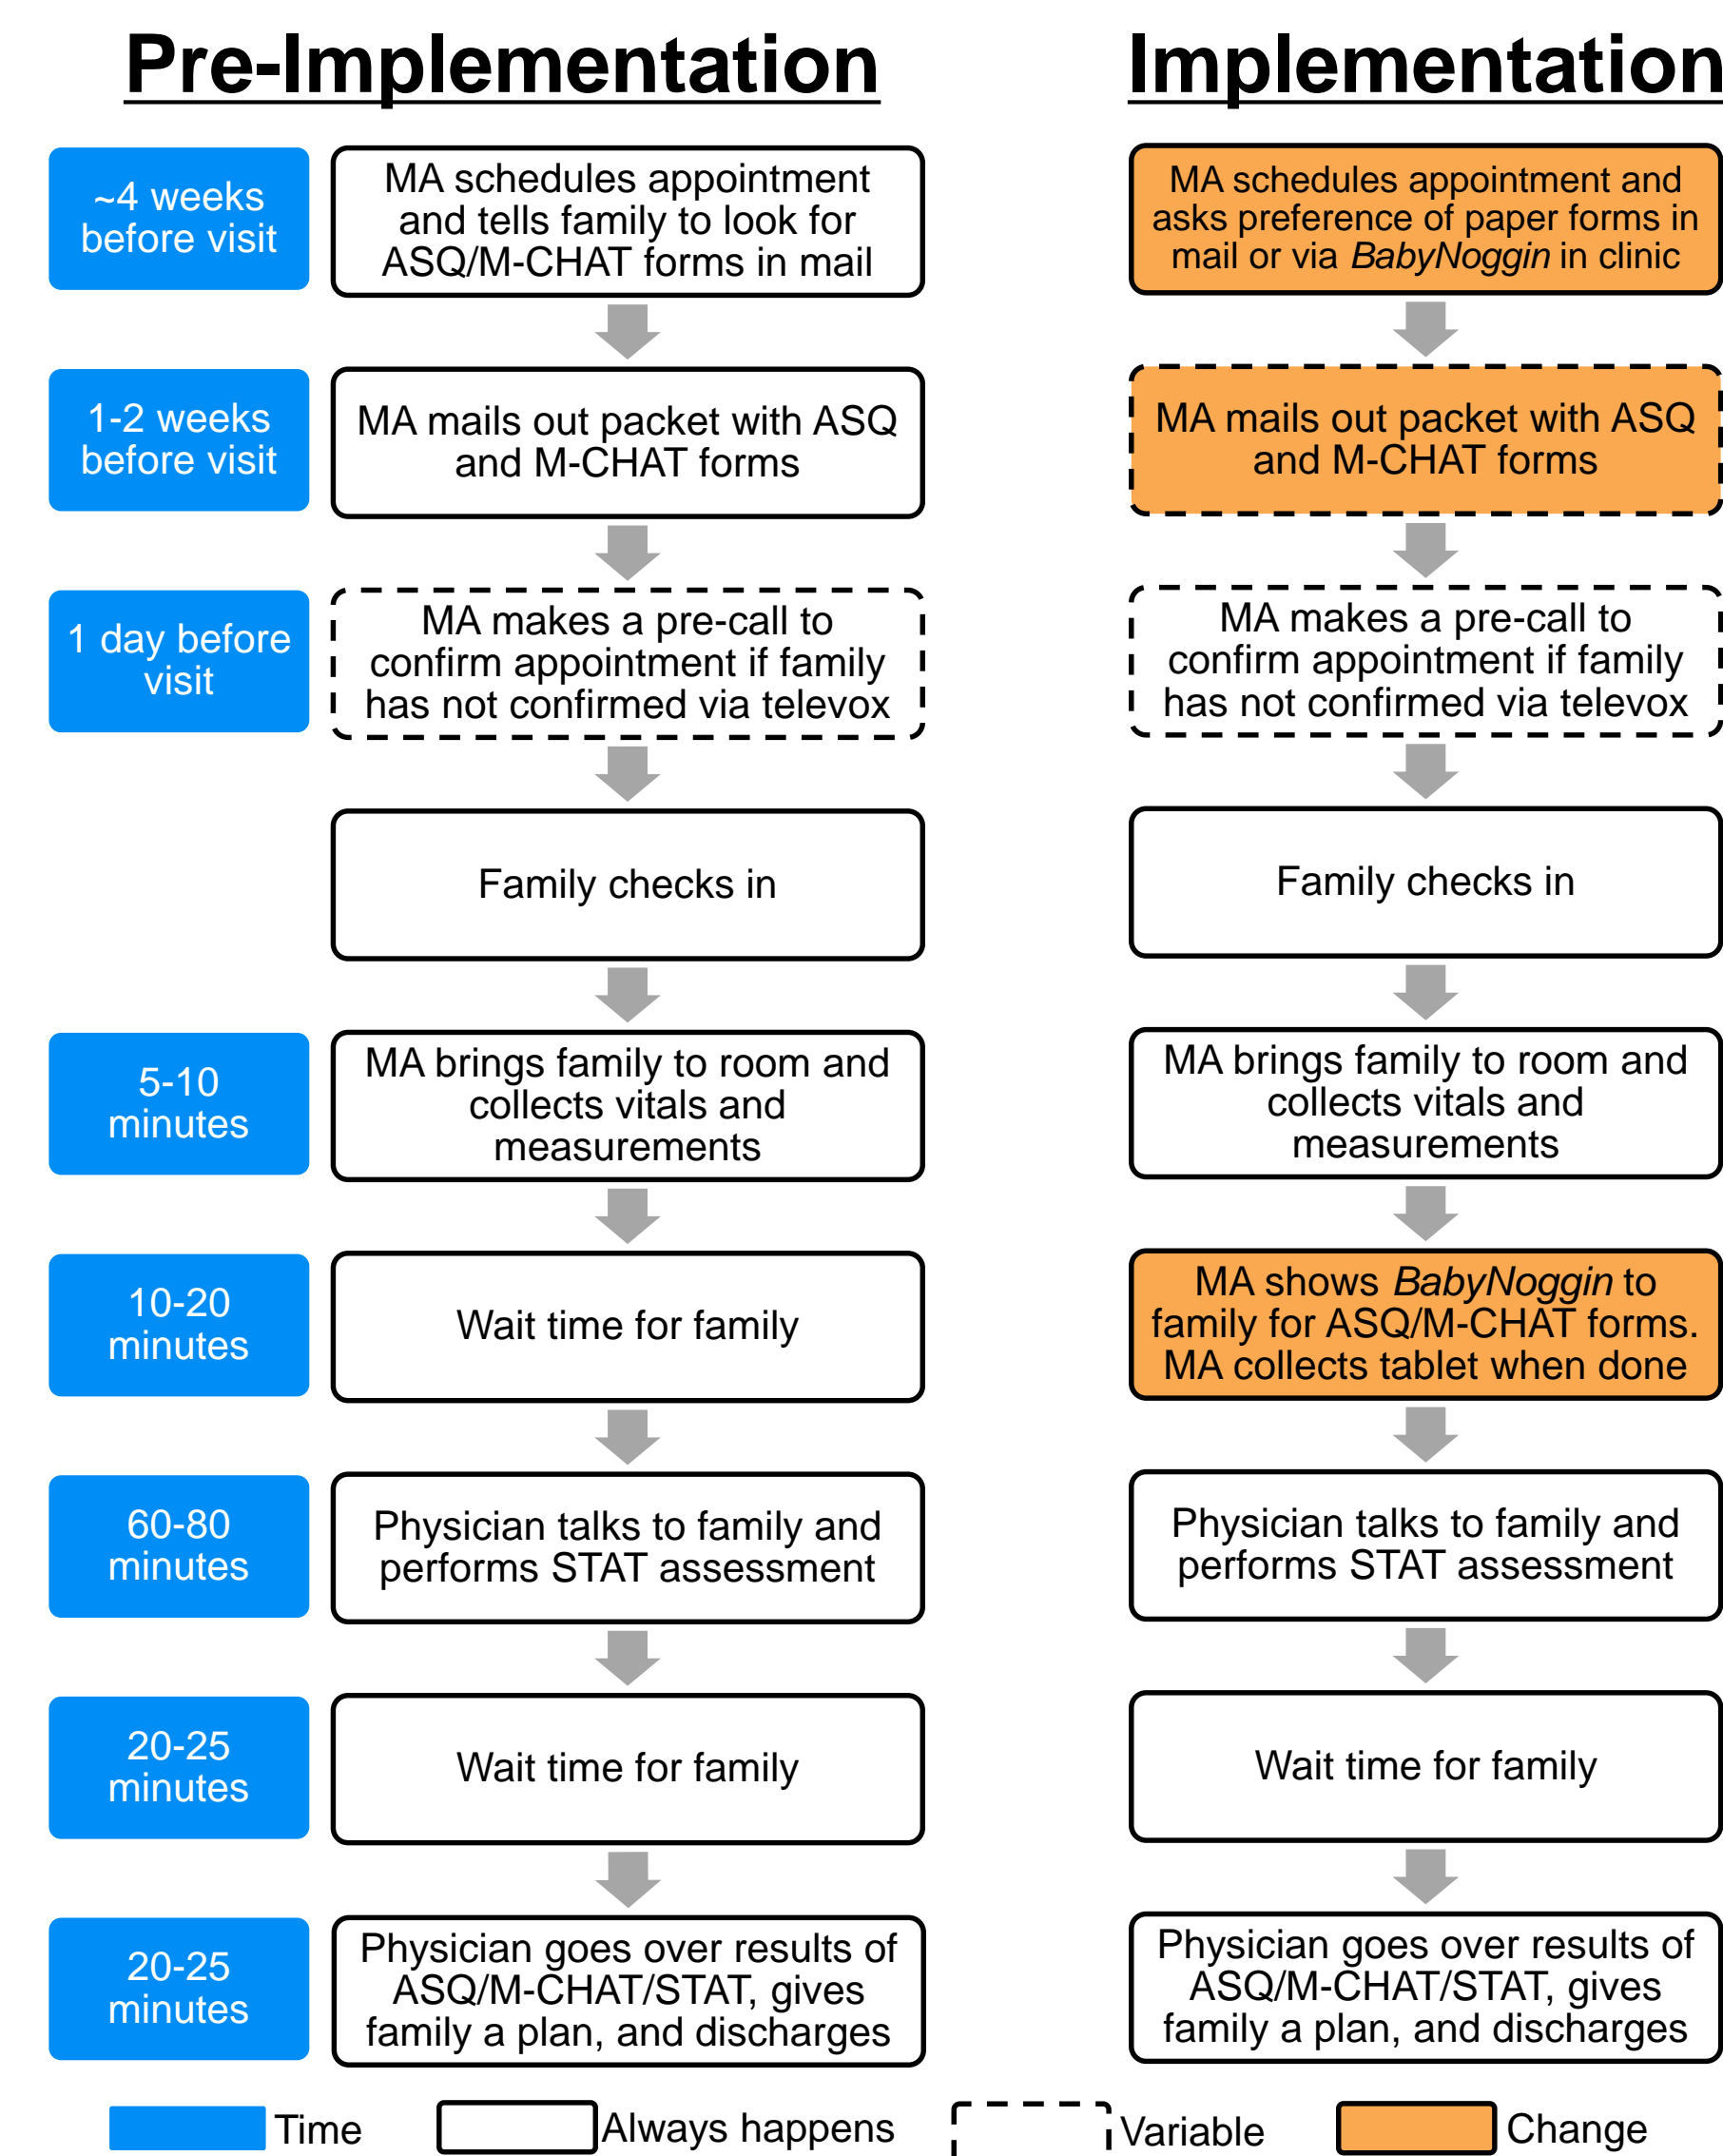 Pre-Implementation
Implementation
~4 weeks
before visit
MA schedules appointment
and tells family to look for
ASQ/M-CHAT forms in mail
MA schedules appointment and
asks preference of paper forms in
mail or via BabyNoggin in clinic
1-2 weeks
before visit
MA mails out packet with ASQ
and M-CHAT forms
MA mails out packet with ASQ
and M-CHAT forms
1 day before
visit
MA makes a pre-call to
confirm appointment if family
has not confirmed via televox
MA makes a pre-call to
confirm appointment if family
has not confirmed via televox
Family checks in
Family checks in
5-10
minutes
MA brings family to room and
collects vitals and
measurements
MA brings family to room and
collects vitals and
measurements
10-20
minutes
Wait time for family
MA shows BabyNoggin to
family for ASQ/M-CHAT forms.
MA collects tablet when done
60-80
minutes
Physician talks to family and
performs STAT assessment
Physician talks to family and
performs STAT assessment
20-25
minutes
Wait time for family
Wait time for family
20-25
minutes
Physician goes over results of
ASQ/M-CHAT/STAT, gives
family a plan, and discharges
Physician goes over results of
ASQ/M-CHAT/STAT, gives
family a plan, and discharges
Time
Always happens
Variable
Change